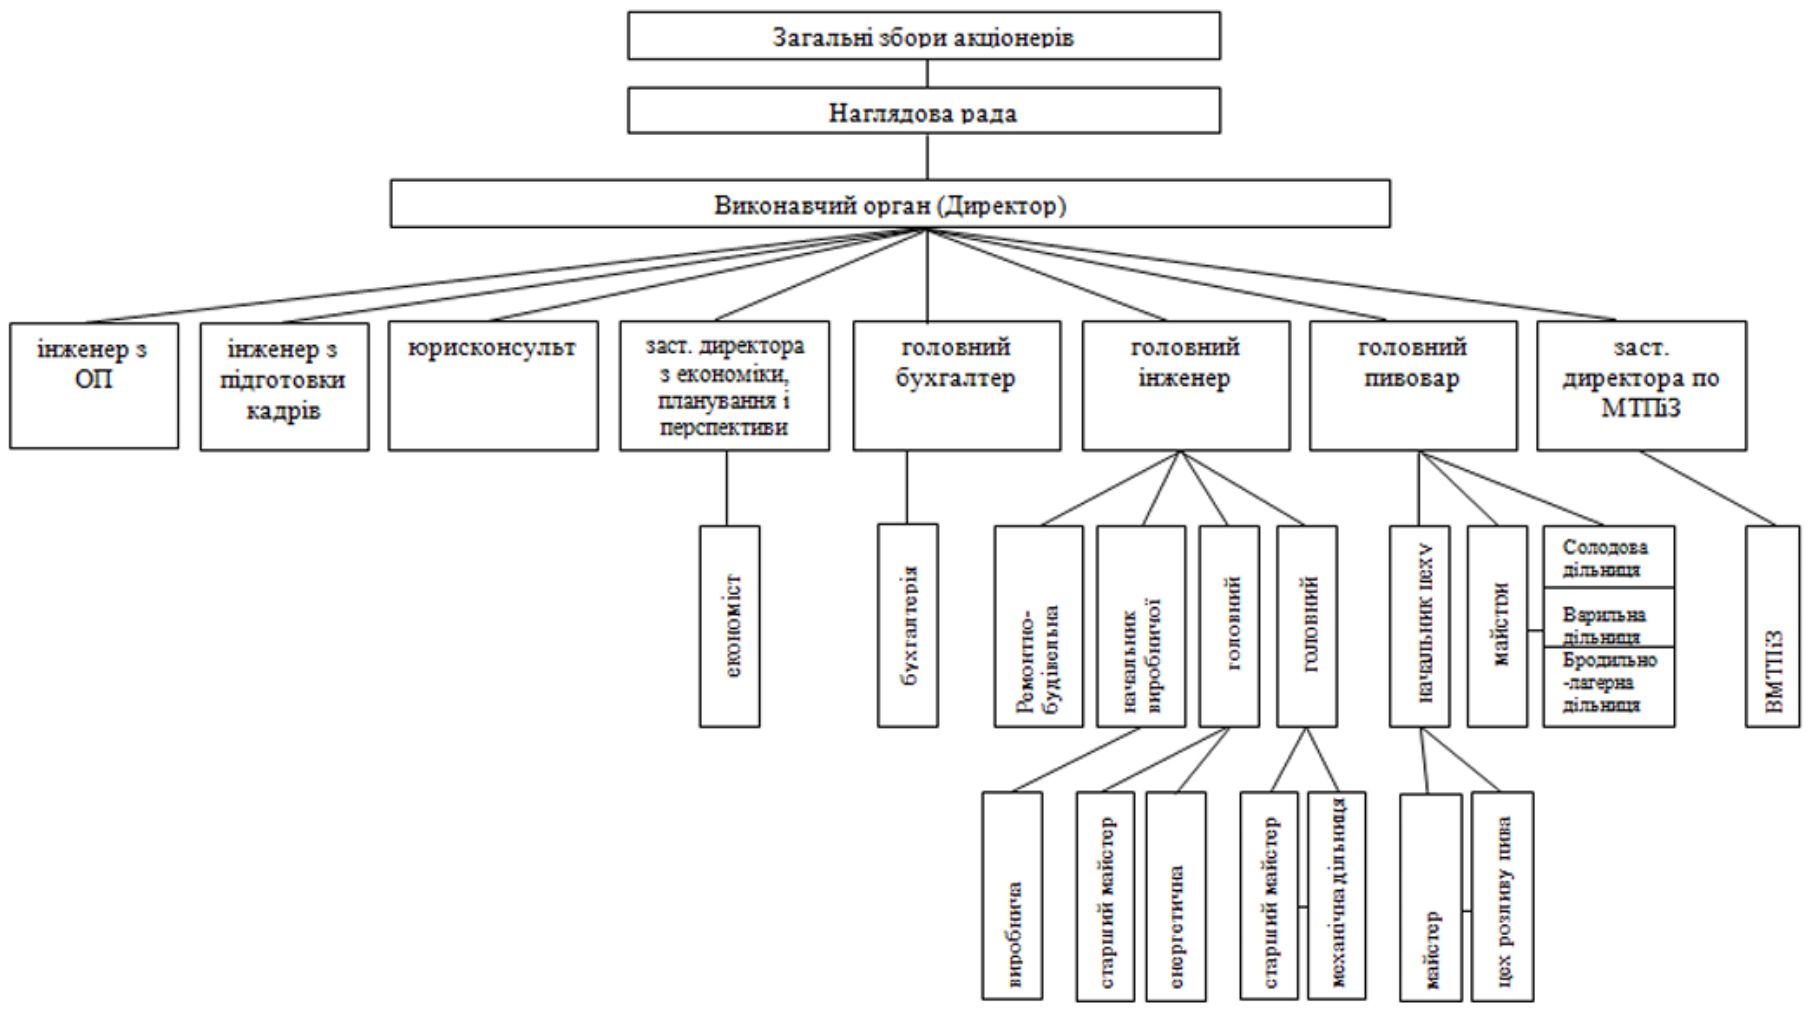 Загальні збори акціонерів
Наглядова рада
Виконавчий орган (Директор)
інженер з
ОП
інженер з
підготовки
кадрів
юрисконсульт
заст. директора
з економіки,
планування і
перспективи
головний
бухгалтер
головний
інженер
головний
пивовар
заст.
директора по
МТПіЗ
економіст
бухгалтерія
Ремонтно-
будівельна
начальник
виробничої
головний
головний
начальник цеху
майстри
Солодова
дільниця
Варильна
дільниця
Бродильно
-лагерна
дільниця
ВМТПіЗ
виробнича
старший майстер
енергетична
старший майстер
механічна дільниця
майстер
цех розливу пива